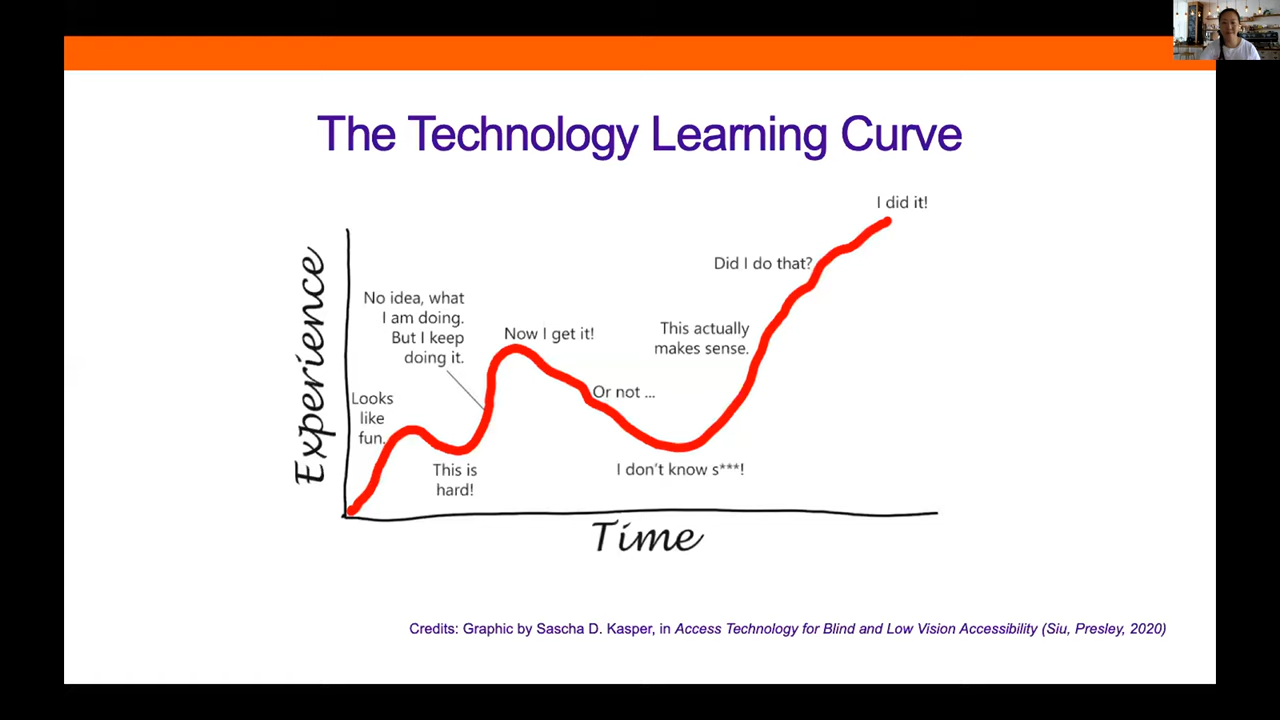 The Technology Learning Curve
I did it!
Did I do that?
No idea, what
I am doing.
But I keep
doing it.
Now I get it!
This actually
makes sense.
Looks
like
fun.
Or not ...
This is
hard!
I don't know s***!
Experience
Time
Credits: Graphic by Sascha D. Kasper, in Access Technology for Blind and Low Vision Accessibility (Siu, Presley, 2020)